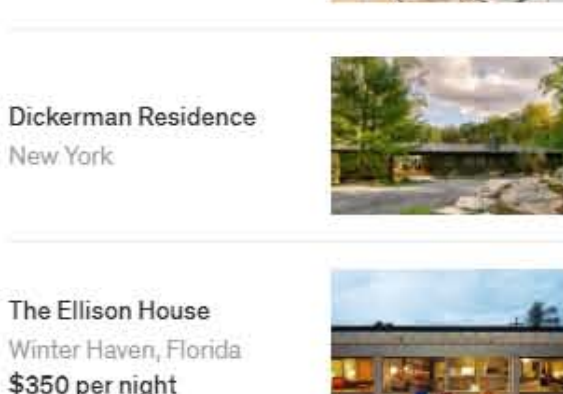 Dickerman Residence
New York
The Ellison House
Winter Haven, Florida
$350 per night